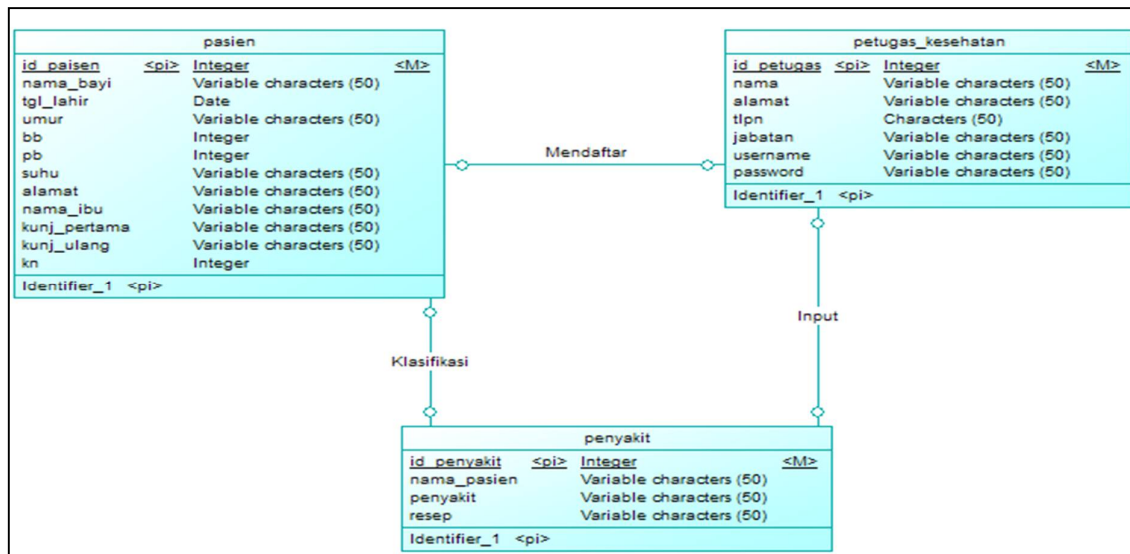 pasien
id_paisen <pi> Integer <M>
nama_bayi Variable characters (50)
tgl_lahir Date
umur Variable characters (50)
bb Integer
pb Integer
suhu Variable characters (50)
alamat Variable characters (50)
nama_ibu Variable characters (50)
kunj_pertama Variable characters (50)
kunj_ulang Variable characters (50)
kn Integer
Identifier_1 <pi>
Mendaftar
petugas_kesehatan
id_petugas <pi> Integer <M>
nama Variable characters (50)
alamat Variable characters (50)
tlpn Characters (50)
jabatan Variable characters (50)
username Variable characters (50)
password Variable characters (50)
Identifier_1 <pi>
Input
Klasifikasi
penyakit
id_penyakit <pi> Integer <M>
nama_pasien Variable characters (50)
penyakit Variable characters (50)
resep Variable characters (50)
Identifier_1 <pi>